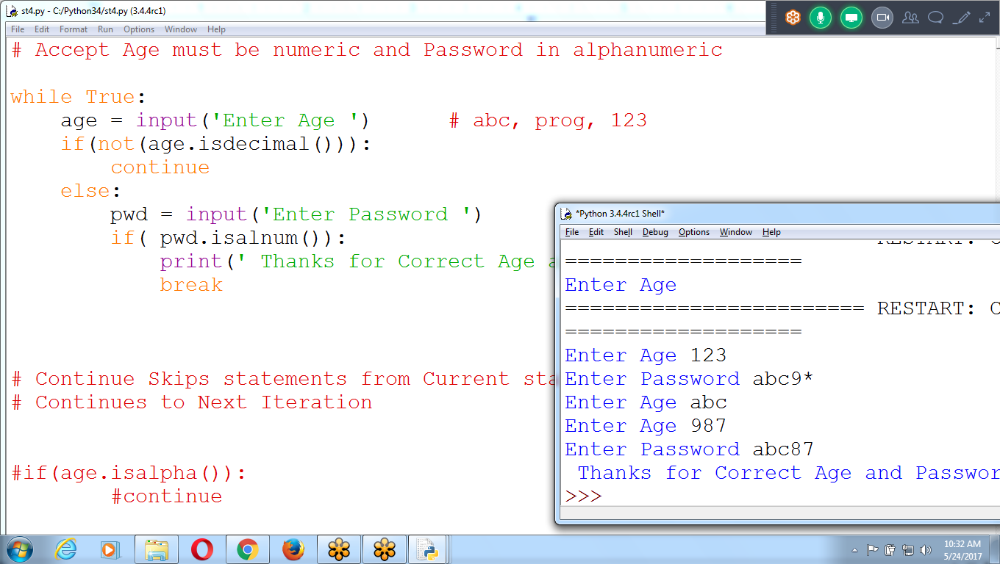 st4.py - C:/Python34/st4.py (3.4.4rc1)
File Edit Format Run Options Window Help
# Accept Age must be numeric and Password in alphanumeric
while True:
age = input('Enter Age ') # abc, prog, 123
if(not(age.isdecimal())):
continue
else:
pwd = input('Enter Password ')
if( pwd.isalnum()):
print(' Thanks for Correct Age
break
# Continue Skips statements from Current
# Continues to Next Iteration
#if(age.isalpha()):
#continue
*Python 3.4.4rc1 Shell*
File Edit Shell Debug Options Window Help
RESTART:
===================
Enter Age
======================== RESTART: C
===================
Enter Age 123
Enter Password abc9*
Enter Age abc
Enter Age 987
Enter Password abc87
Thanks for Correct Age and Passwor
>>>
10:32 AM
5/24/2017